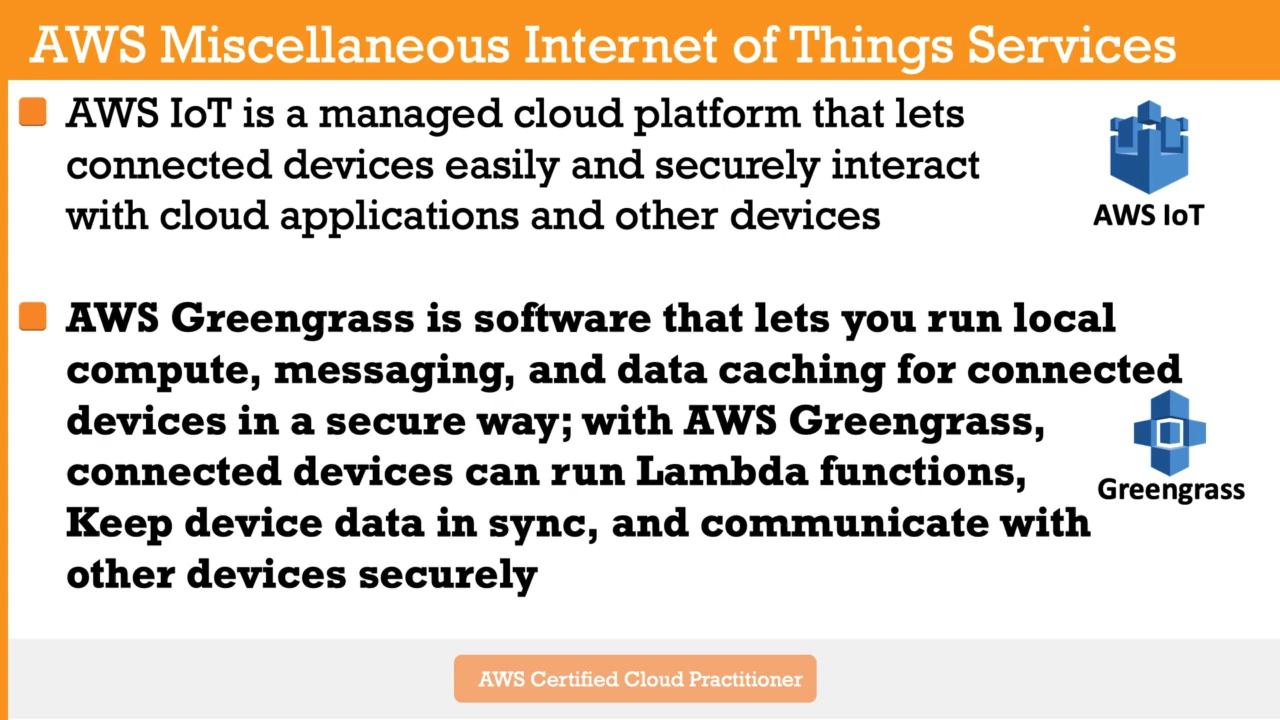 AWS Miscellaneous Internet of Things Services
AWS IoT is a managed cloud platform that lets
connected devices easily and securely interact
with cloud applications and other devices
AWS IoT
AWS Greengrass is software that lets you run local
compute, messaging, and data caching for connected
devices in a secure way; with AWS Greengrass,
connected devices can run Lambda functions,
Keep device data in sync, and communicate with
other devices securely
Greengrass
AWS Certified Cloud Practitioner